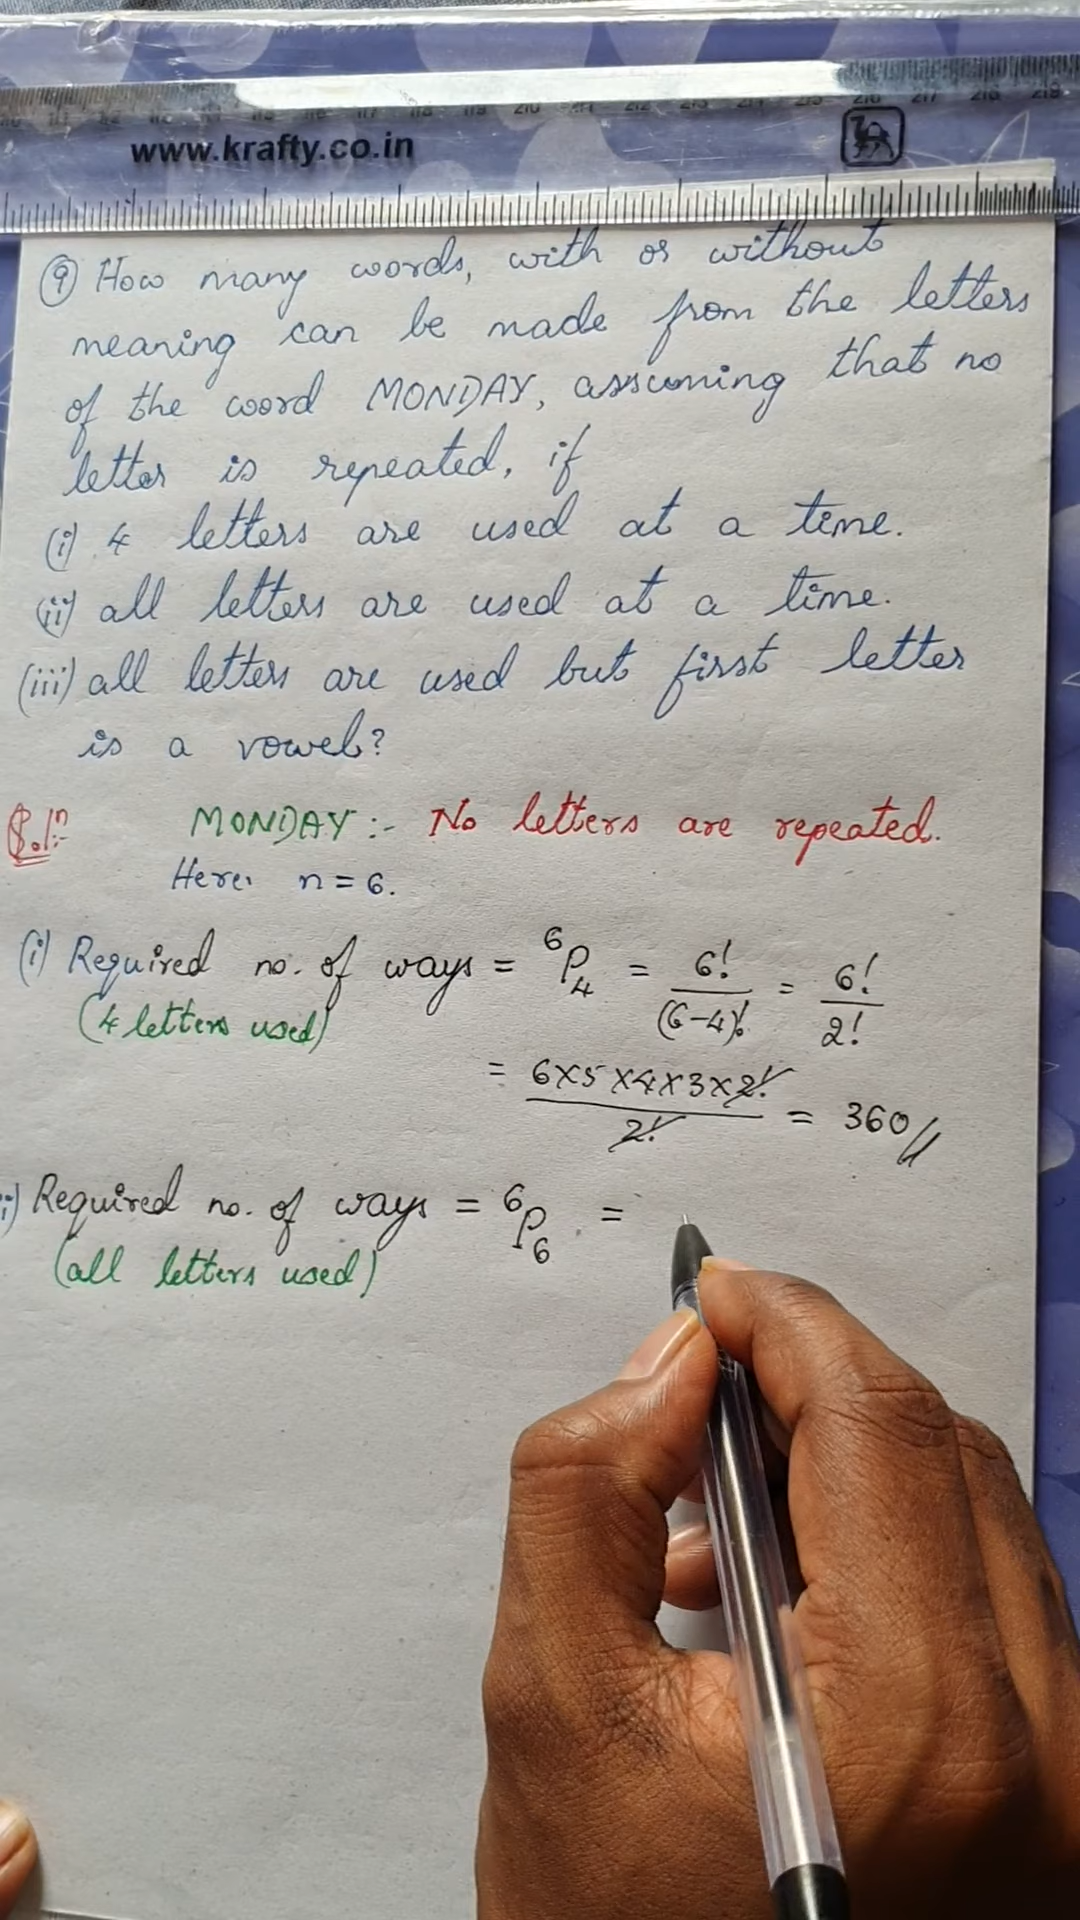 www.krafty.co.in
⑨ How many words, with or without
meaning can be made from the letters
of the word MONDAY, assuming that no
letter is repeated, if
(i) 4 letters are used at a time.
(ii) all letters are used at a time.
(iii) all letters are used but first letter
is a vowel?
Solⁿ:- MONDAY:- No letters are repeated.
Here, n = 6.
(i) Required no. of ways = ⁶P₄ = 6!/(6-4)! = 6!/2!
(4 letters used)
= 6×5×4×3×2!/2! = 360//
i) Required no. of ways = ⁶P₆ =
(all letters used)